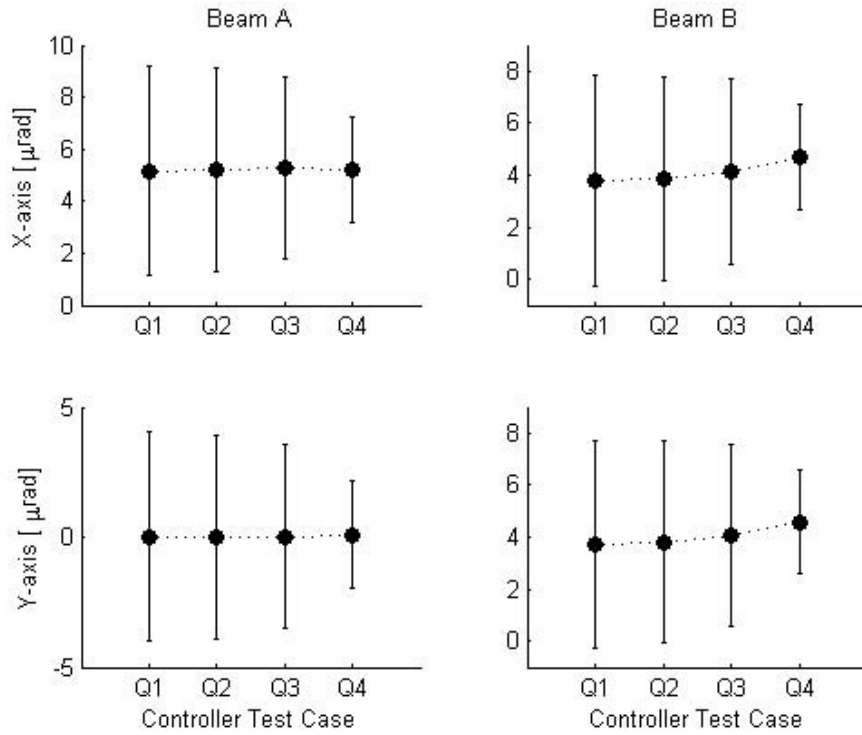 Beam A
Beam B
X-axis [ μrad]
10
8
6
4
2
0
Q1 Q2 Q3 Q4
8
6
4
2
0
Q1 Q2 Q3 Q4
Y-axis [ μrad]
5
0
-5
Q1 Q2 Q3 Q4
Controller Test Case
8
6
4
2
0
Q1 Q2 Q3 Q4
Controller Test Case